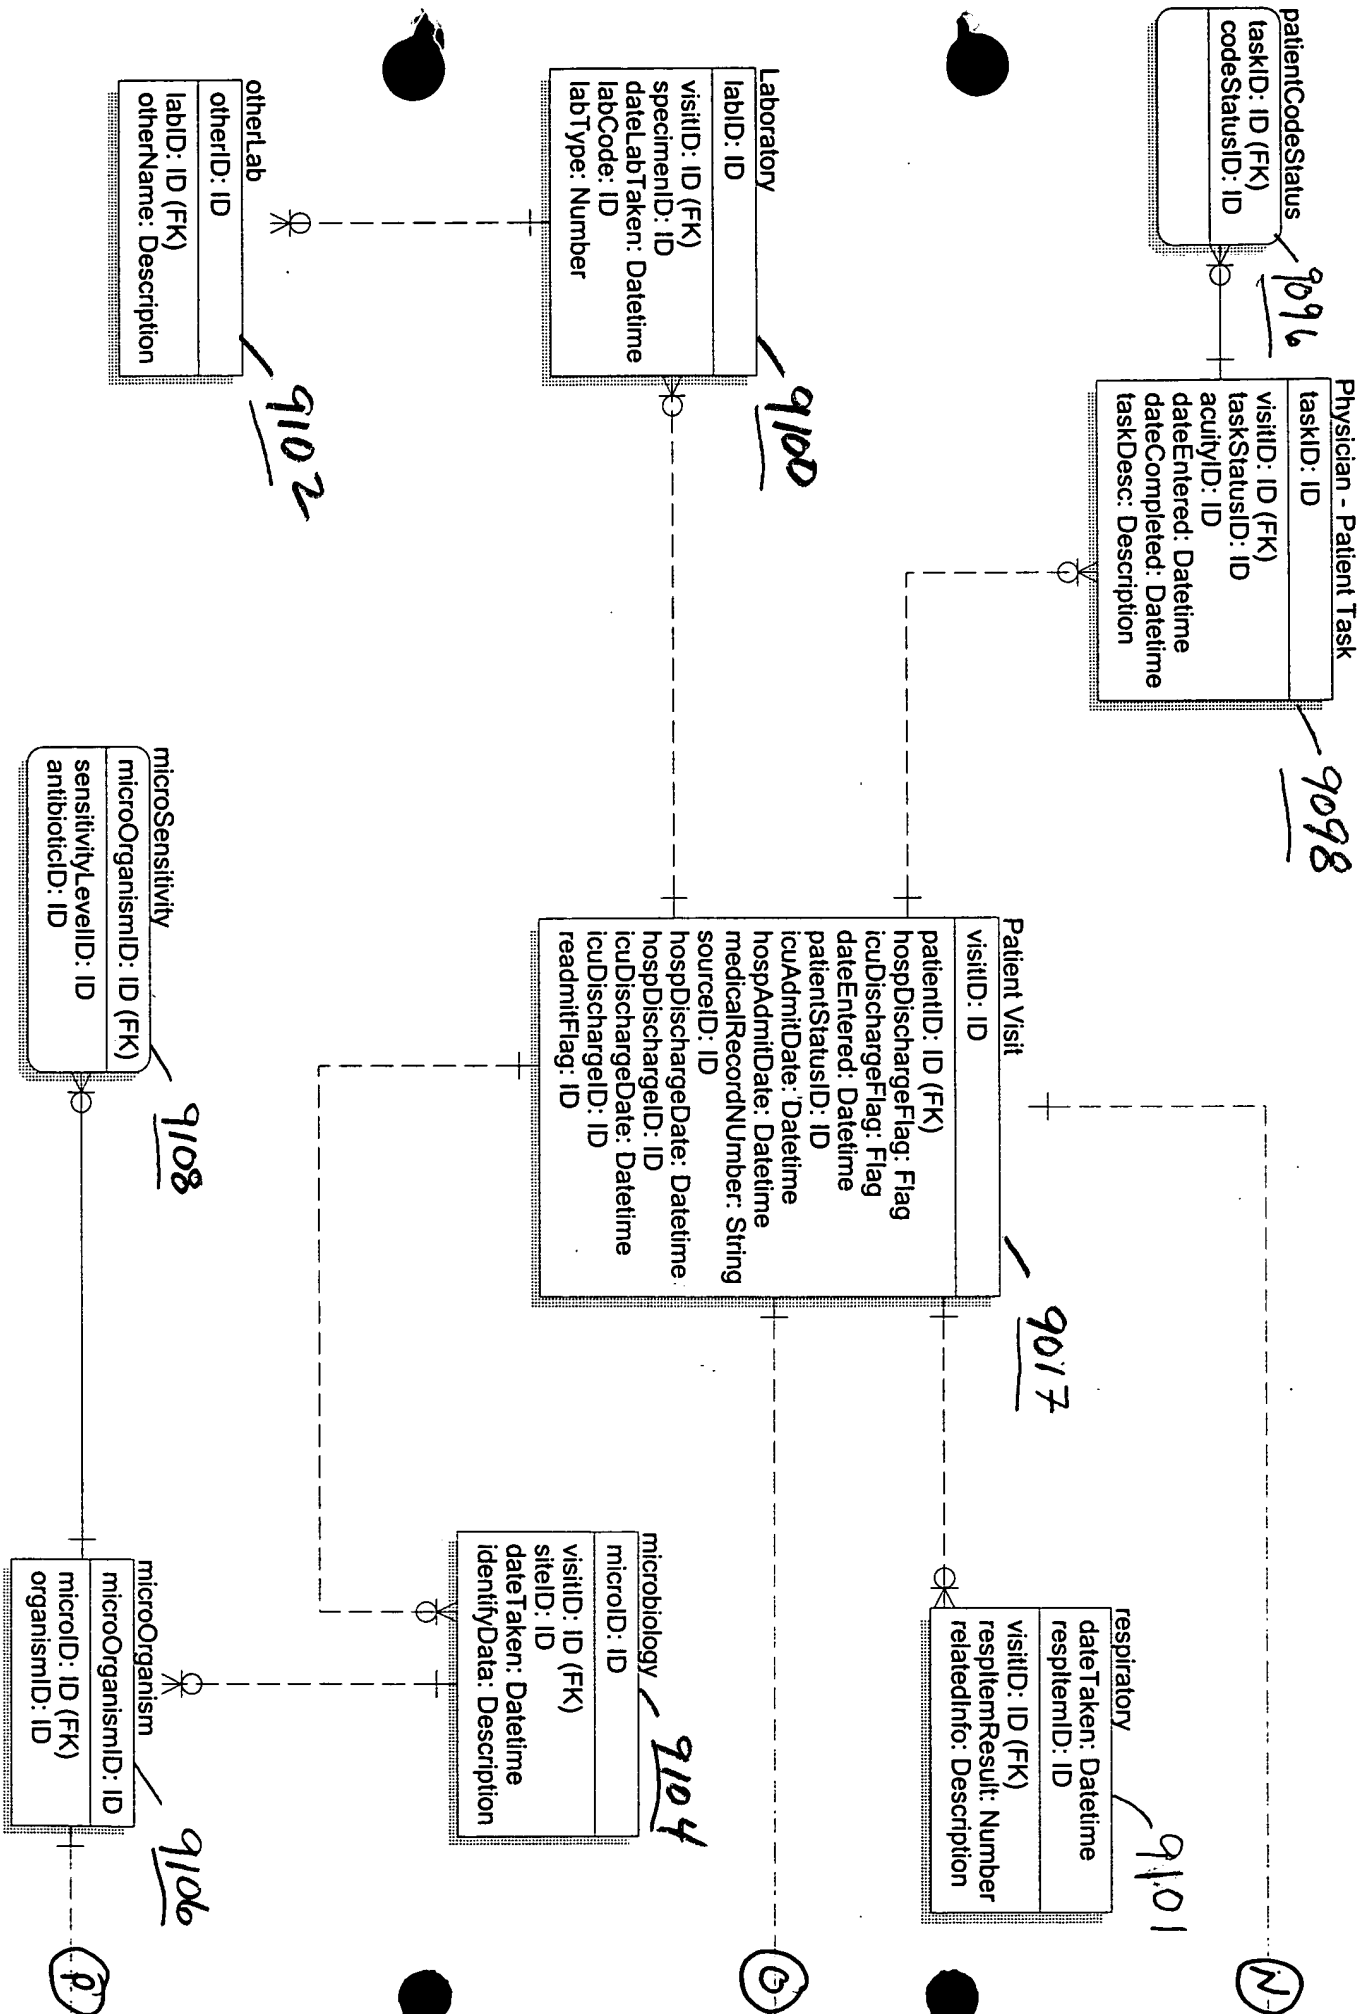 patientCodeStatus
taskID: ID (FK)
codeStatusID: ID
9096
Physician - Patient Task
taskID: ID
visitID: ID (FK)
taskStatusID: ID
acuityID: ID
dateEntered: Datetime
dateCompleted: Datetime
taskDesc: Description
9098
Laboratory
labID: ID
visitID: ID (FK)
specimenID: ID
dateLabTaken: Datetime
labCode: ID
labType: Number
9100
otherLab
otherID: ID
labID: ID (FK)
otherName: Description
9102
Patient Visit
visitID: ID
patientID: ID (FK)
hospDischargeFlag: Flag
icuDischargeFlag: Flag
dateEntered: Datetime
patientStatusID: ID
icuAdmitDate: Datetime
hospAdmitDate: Datetime
medicalRecordNUmber: String
sourceID: ID
hospDischargeDate: Datetime
hospDischargeID: ID
icuDischargeDate: Datetime
icuDischargeID: ID
readmitFlag: ID
9017
respiratory
dateTaken: Datetime
respItemID: ID
visitID: ID (FK)
respItemResult: Number
relatedInfo: Description
9101
microbiology
microID: ID
visitID: ID (FK)
siteID: ID
dateTaken: Datetime
identifyData: Description
9104
microSensitivity
microOrganismID: ID (FK)
sensitivityLevelID: ID
antibioticID: ID
9108
microOrganism
microOrganismID: ID
microID: ID (FK)
organismID: ID
9106
N
O
P